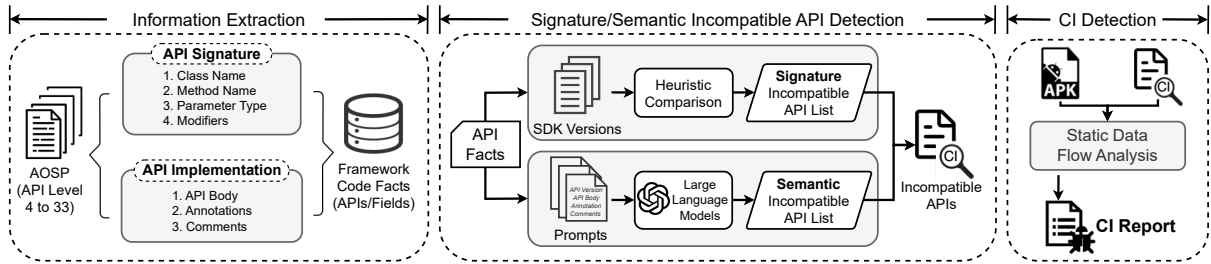 Information Extraction
API Signature
1. Class Name
2. Method Name
3. Parameter Type
4. Modifiers
AOSP
(API Level
4 to 33)
API Implementation
1. API Body
2. Annotations
3. Comments
Framework
Code Facts
(APIs/Fields)
Signature/Semantic Incompatible API Detection
API
Facts
SDK Versions
Heuristic
Comparison
Signature
Incompatible
API List
API Version
API Body
Annotation
Comments
Prompts
Large
Language
Models
Semantic
Incompatible
API List
CI
Incompatible
APIs
CI Detection
APK
CI
Static Data
Flow Analysis
CI Report